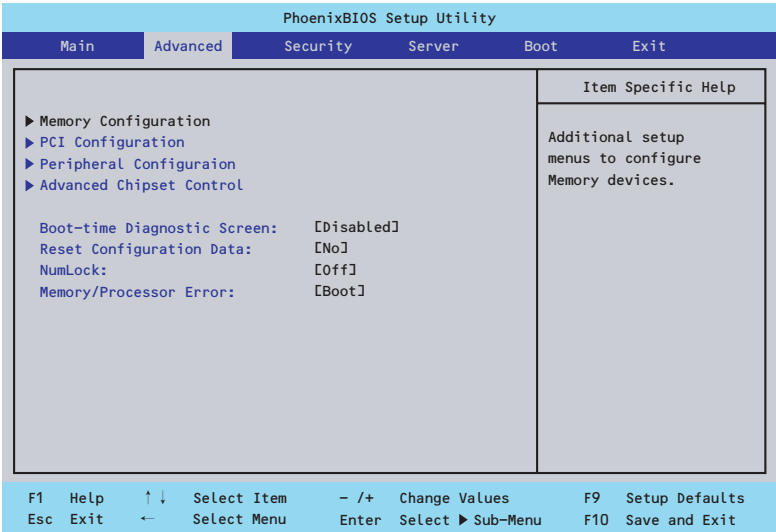 PhoenixBIOS Setup Utility
Main Advanced Security Server Boot Exit
Item Specific Help
▶ Memory Configuration
▶ PCI Configuration
▶ Peripheral Configuraion
▶ Advanced Chipset Control
Additional setup
menus to configure
Memory devices.
Boot-time Diagnostic Screen: [Disabled]
Reset Configuration Data: [No]
NumLock: [Off]
Memory/Processor Error: [Boot]
F1 Help ↑↓ Select Item - /+ Change Values F9 Setup Defaults
Esc Exit ← Select Menu Enter Select ▶ Sub-Menu F10 Save and Exit